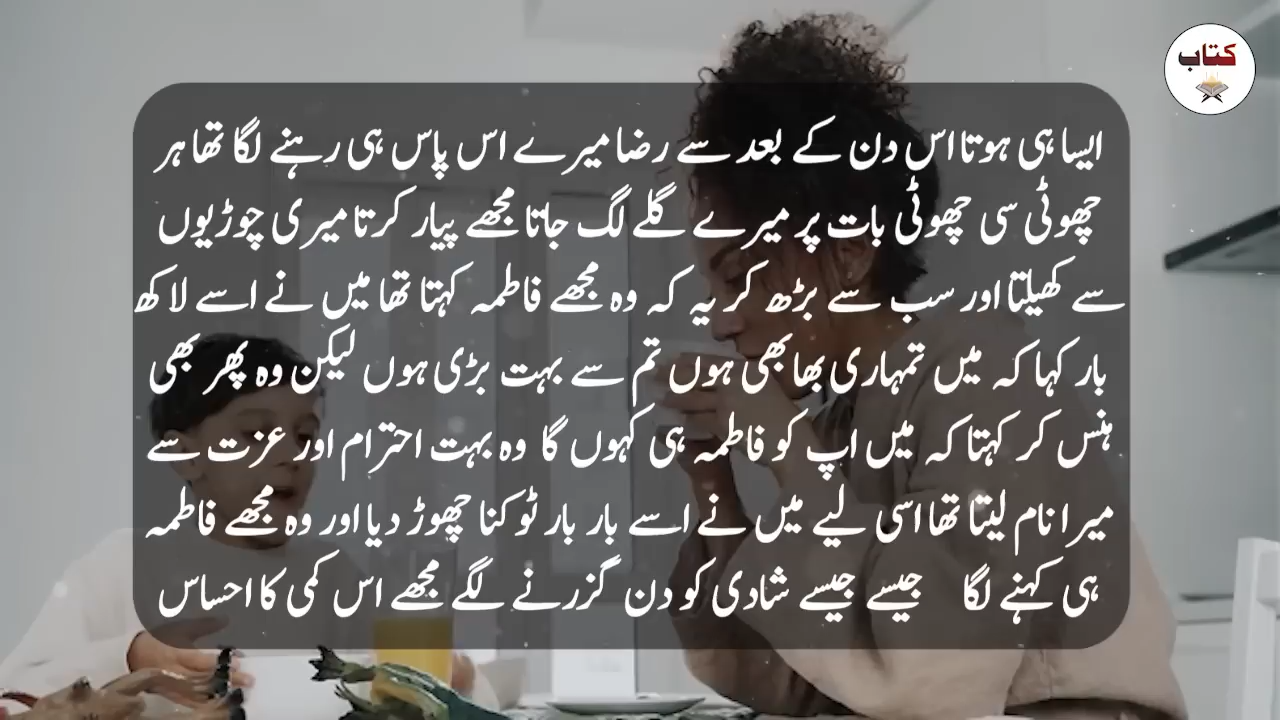 کتاب
ایسا ہی ہوتا اس دن کے بعد سے رضا میرے اس پاس ہی رہنے لگا تھا ہر
چھوٹی سی چھوٹی بات پر میرے گلے لگ جاتا مجھے پیار کرتا میری چوڑیوں
سے کھیلتا اور سب سے بڑھ کر یہ کہ وہ مجھے فاطمہ کہتا تھا میں نے اسے لاکھ
بار کہا کہ میں تمہاری بھابھی ہوں تم سے بہت بڑی ہوں لیکن وہ پھر بھی
ہنس کر کہتا کہ میں اپ کو فاطمہ ہی کہوں گا وہ بہت احترام اور عزت سے
میرا نام لیتا تھا اسی لیے میں نے اسے بار بار ٹوکنا چھوڑ دیا اور وہ مجھے فاطمہ
ہی کہنے لگا جیسے جیسے شادی کو دن گزرنے لگے مجھے اس کمی کا احساس